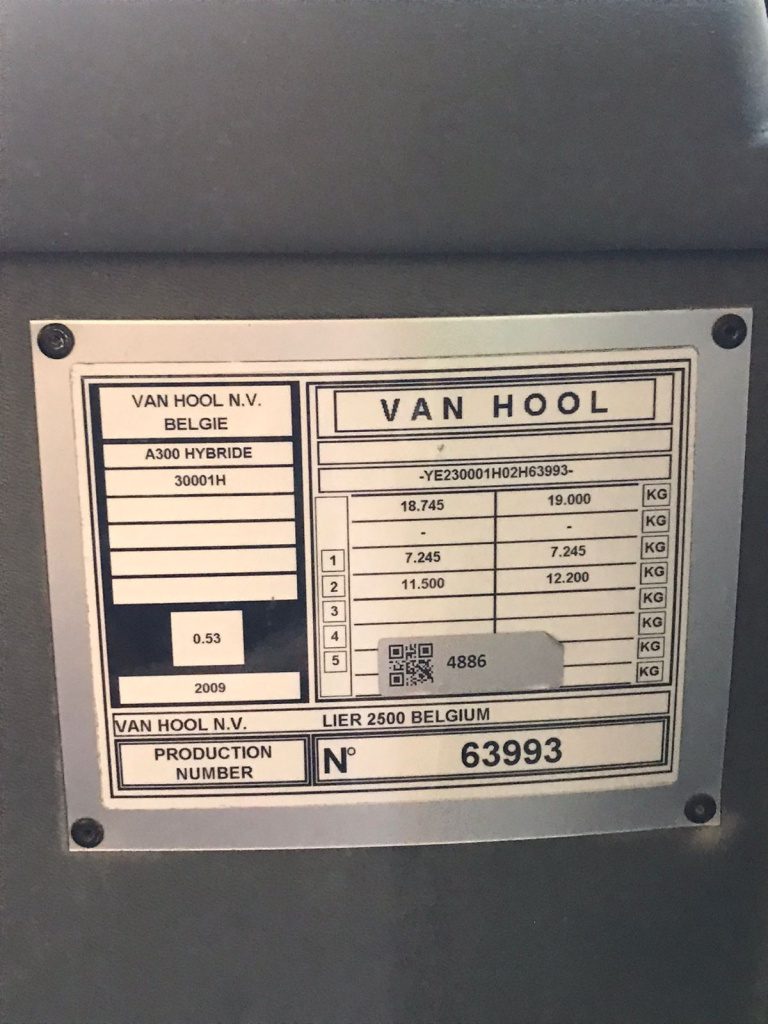 VAN HOOL N.V.
BELGIE
A300 HYBRIDE
30001H
0.53
2009
VAN HOOL
-YE230001H02H63993-
18.745 19.000 KG
- - KG
1 7.245 7.245 KG
2 11.500 12.200 KG
3 KG
4 KG
5 KG
KG
4886
VAN HOOL N.V. LIER 2500 BELGIUM
PRODUCTION
NUMBER
N° 63993